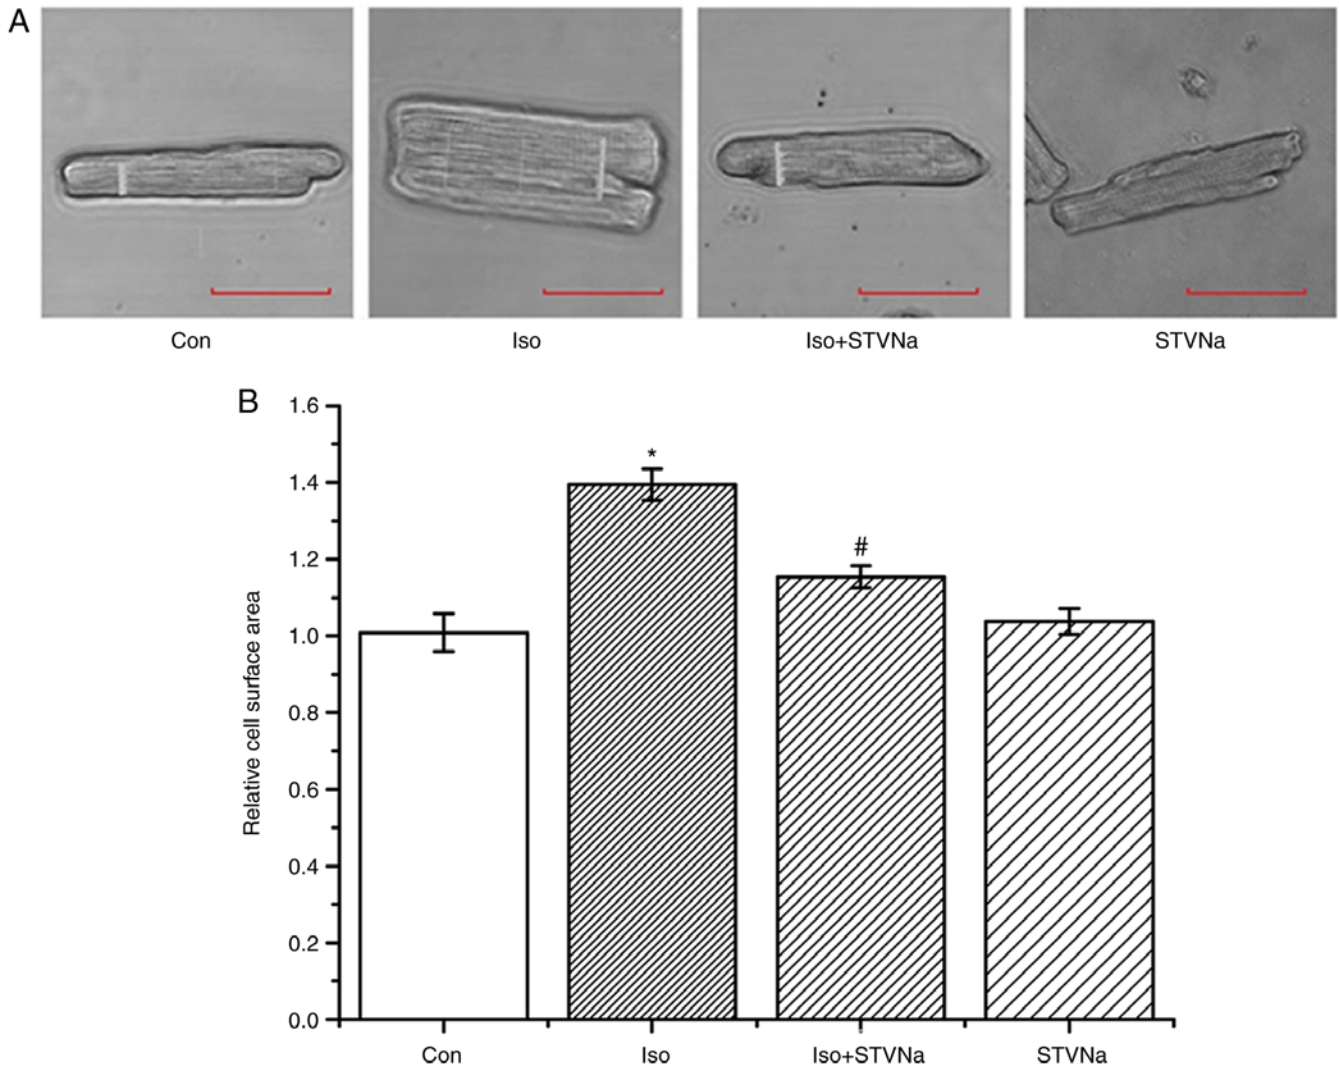 A
Con
Iso
Iso+STVNa
STVNa
B
Relative cell surface area
1.6
1.4
1.2
1.0
0.8
0.6
0.4
0.2
0.0
*
#
Con
Iso
Iso+STVNa
STVNa